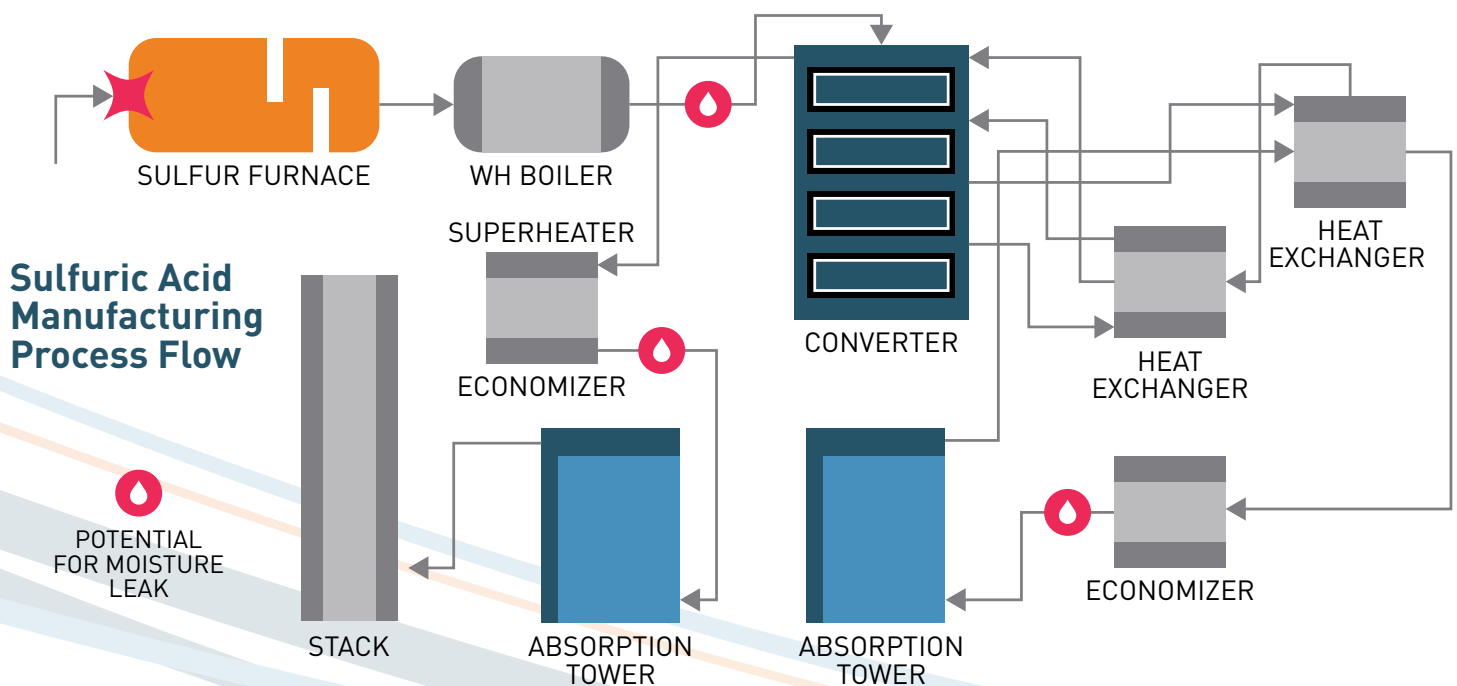 SULFUR FURNACE
WH BOILER
SUPERHEATER
HEAT
EXCHANGER
Sulfuric Acid
Manufacturing
Process Flow
CONVERTER
HEAT
EXCHANGER
ECONOMIZER
POTENTIAL
FOR MOISTURE
LEAK
ECONOMIZER
STACK
ABSORPTION
TOWER
ABSORPTION
TOWER